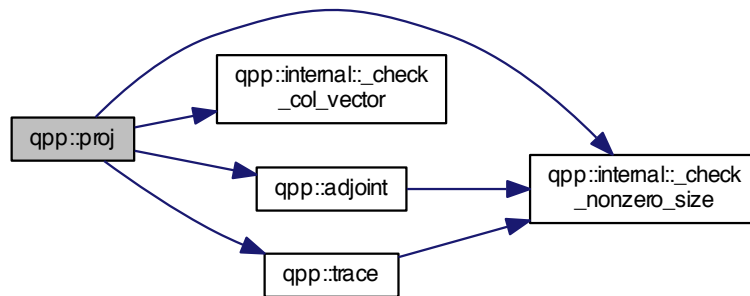 qpp::proj
qpp::internal::_check
_col_vector
qpp::adjoint
qpp::trace
qpp::internal::_check
_nonzero_size